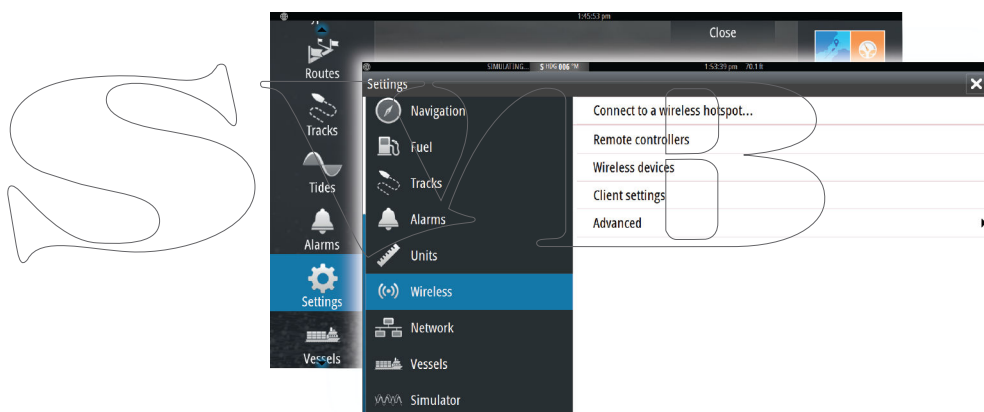 1:45:53 pm
Close
Routes
Tracks
Tides
Alarms
Settings
Vessels
SIMULATING...
1:53:39 pm 70.1 ft
Settings
Navigation
Fuel
Tracks
Alarms
Units
Wireless
Network
Vessels
Simulator
Connect to a wireless hotspot...
Remote controllers
Wireless devices
Client settings
Advanced